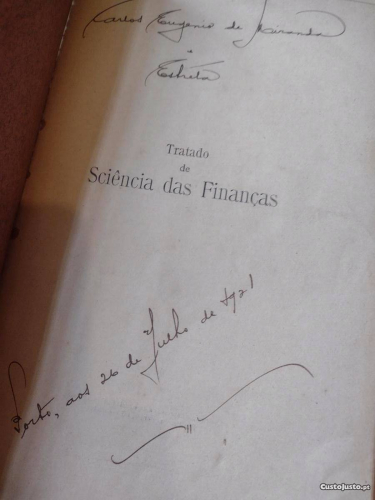 Carlos Eugenio de Miranda
e
Estrela
Tratado
de
Sciência das Finanças
Porto, aos 26 de Julho de 1921
CustoJusto.pt